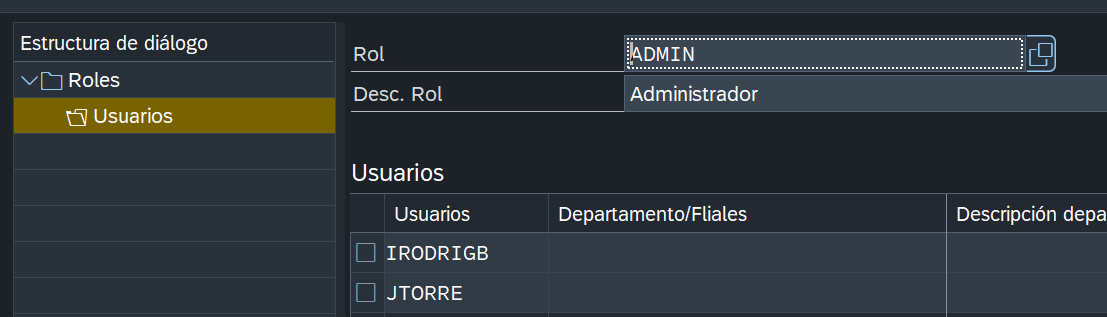 Estructura de diálogo
Roles
Usuarios
Rol ADMIN
Desc. Rol Administrador
Usuarios
Usuarios Departamento/Fliales Descripción depa
IRODRIGB
JTORRE